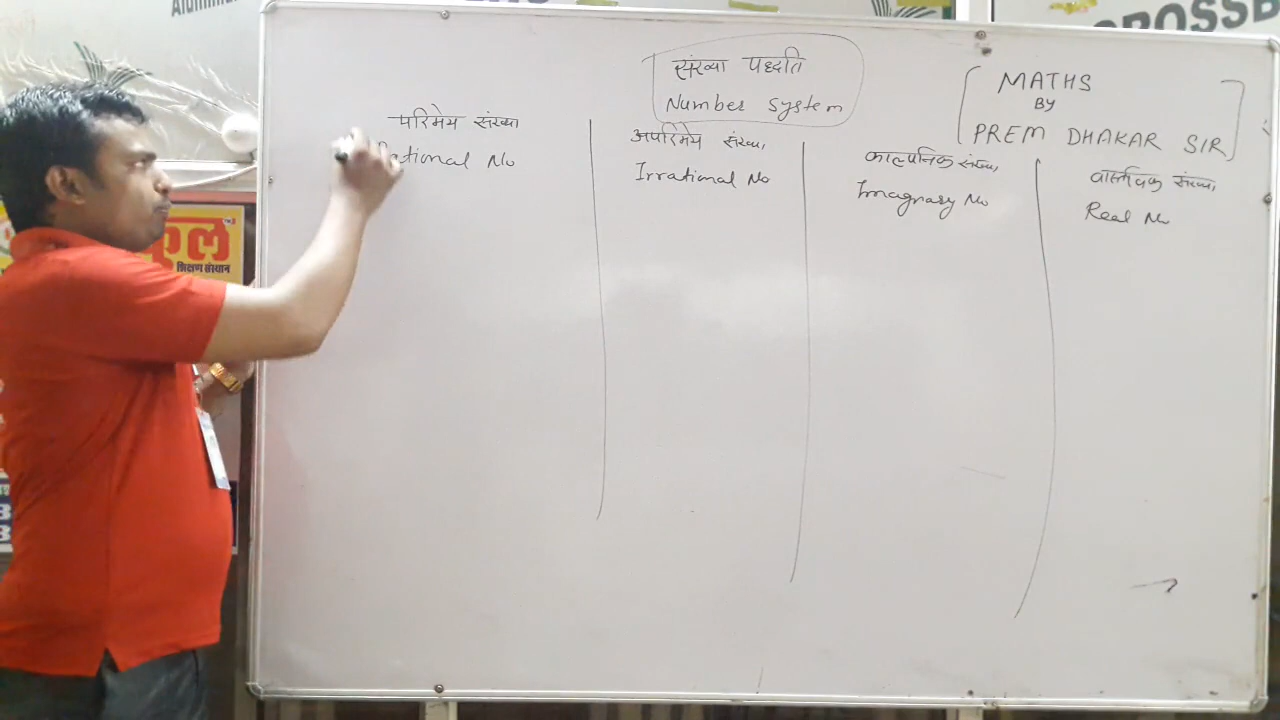 संख्या पद्धति
Number System
MATHS
BY
PREM DHAKAR SIR
परिमेय संख्या
Rational No
अपरिमेय संख्या
Irrational No
काल्पनिक संख्या
Imagnary No
वास्तविक संख्या
Real No
शिक्षण संस्थान